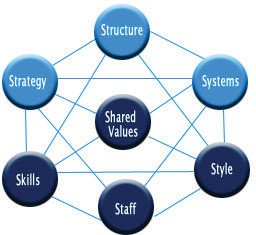 Structure
Strategy
Systems
Shared
Values
Skills
Style
Staff